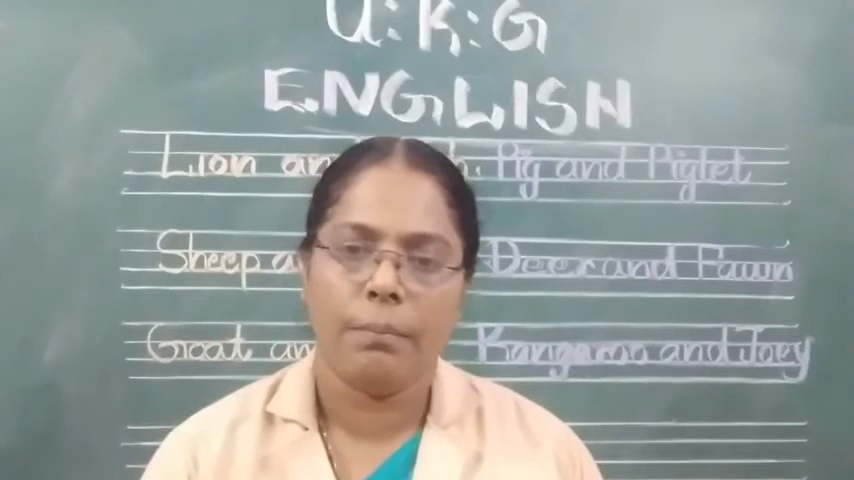 U:K:G
ENGLISH
Lion Pig and Piglet
Sheep Deer and Fawn
Goat Kangaroo and Joey